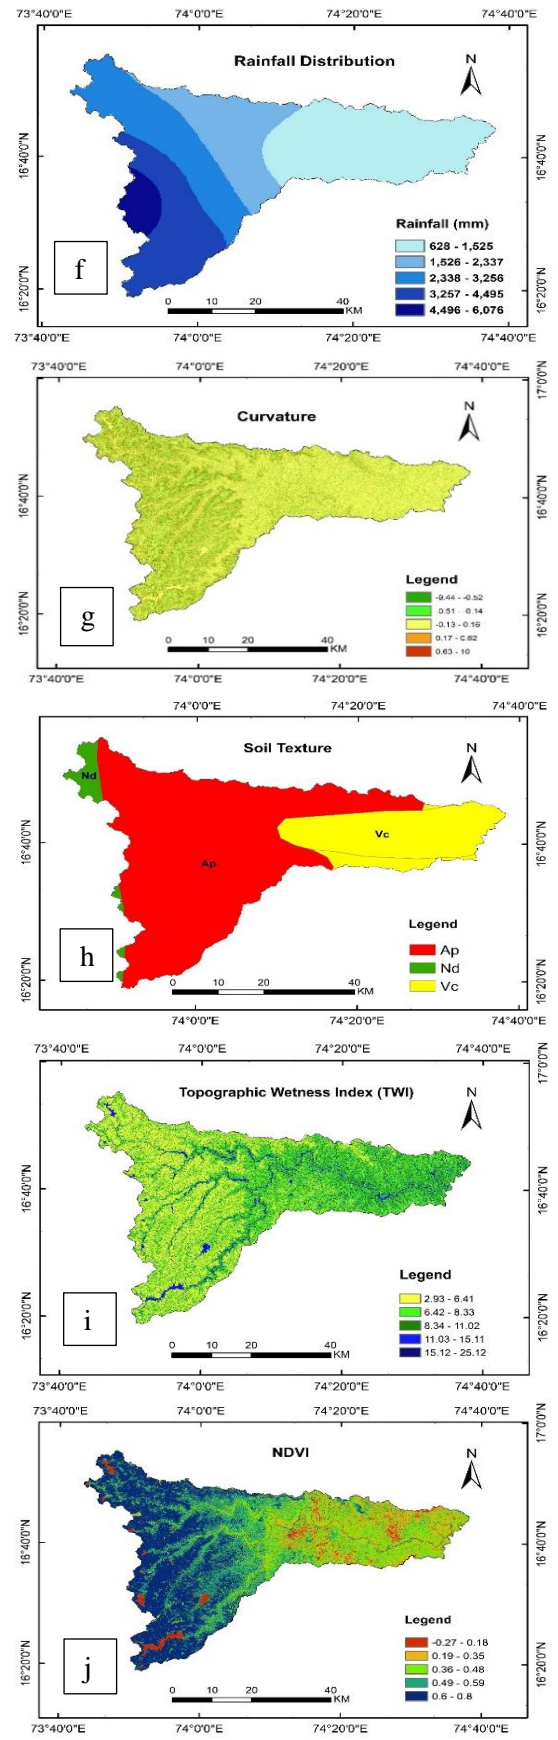 73°40'0"E 74°0'0"E 74°20'0"E 74°40'0"E
Rainfall Distribution
N
16°40'0"N 16°40'0"N
Rainfall (mm)
628 - 1,525
1,526 - 2,337
2,338 - 3,256
3,257 - 4,495
4,496 - 6,076
f
16°20'0"N 16°20'0"N
0 10 20 40
KM
73°40'0"E 74°0'0"E 74°20'0"E 74°40'0"E
73°40'0"E 74°0'0"E 74°20'0"E 74°40'0"E
17°0'0"N
Curvature
N
16°40'0"N 16°40'0"N
Legend
-9.44 - -0.52
-0.51 - -0.14
-0.13 - 0.16
0.17 - 0.62
0.63 - 10
g
16°20'0"N 16°20'0"N
0 10 20 40
KM
73°40'0"E 74°0'0"E 74°20'0"E 74°40'0"E
74°0'0"E 74°20'0"E 74°40'0"E
Soil Texture
N
Nd
Vc
Ap
16°40'0"N 16°40'0"N
Legend
Ap
Nd
Vc
h
16°20'0"N 16°20'0"N
0 10 20 40
KM
74°0'0"E 74°20'0"E 74°40'0"E
73°40'0"E 74°0'0"E 74°20'0"E 74°40'0"E
17°0'0"N
Topographic Wetness Index (TWI)
N
16°40'0"N 16°40'0"N
Legend
2.93 - 6.41
6.42 - 8.33
8.34 - 11.02
11.03 - 15.11
15.12 - 25.12
i
16°20'0"N 16°20'0"N
0 10 20 40
KM
73°40'0"E 74°0'0"E 74°20'0"E 74°40'0"E
73°40'0"E 74°0'0"E 74°20'0"E 74°40'0"E
17°0'0"N
NDVI
N
16°40'0"N 16°40'0"N
Legend
-0.27 - 0.18
0.19 - 0.35
0.36 - 0.48
0.49 - 0.59
0.6 - 0.8
j
16°20'0"N 16°20'0"N
0 10 20 40
KM
73°40'0"E 74°0'0"E 74°20'0"E 74°40'0"E